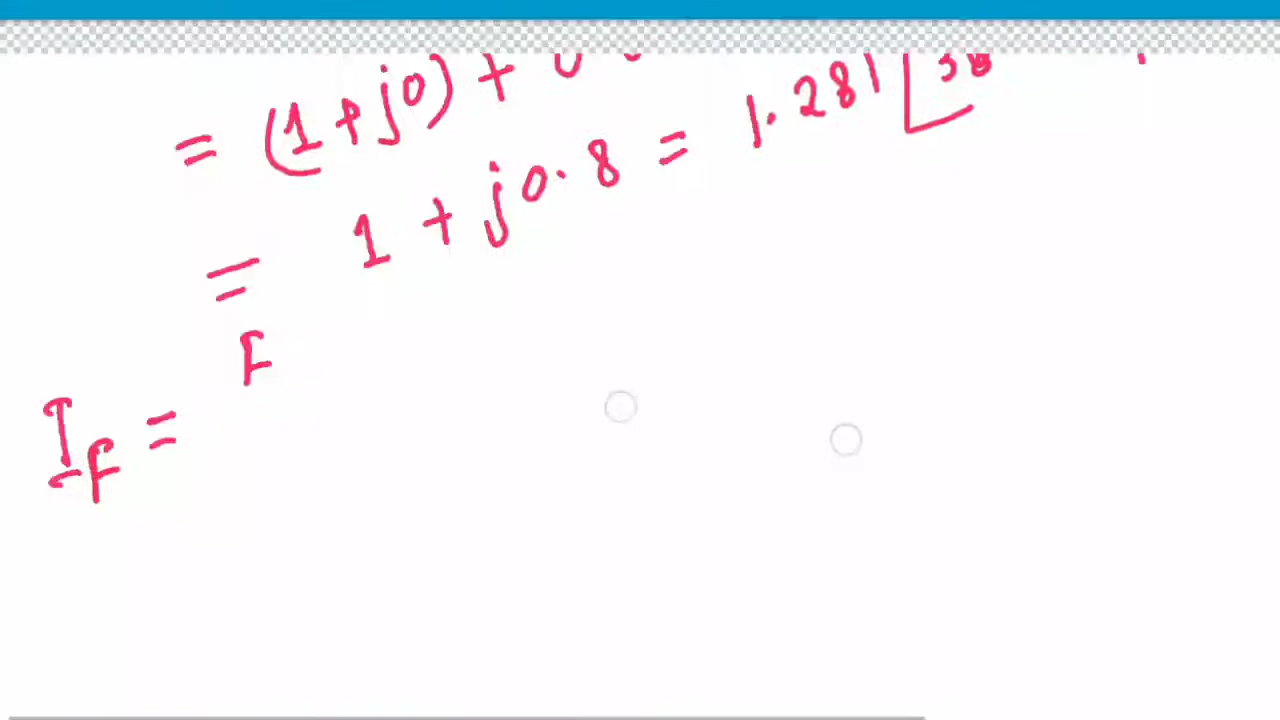 = (1 + j0) +
= 1 + j0.8 = 1.281
E
I_F =